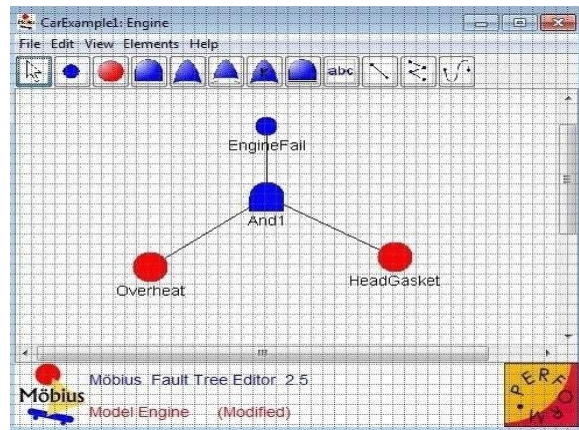 CarExample1: Engine
File Edit View Elements Help
abc
EngineFail
And1
Overheat
HeadGasket
Möbius Fault Tree Editor 2.5
Möbius
Model Engine (Modified)
PERFORM